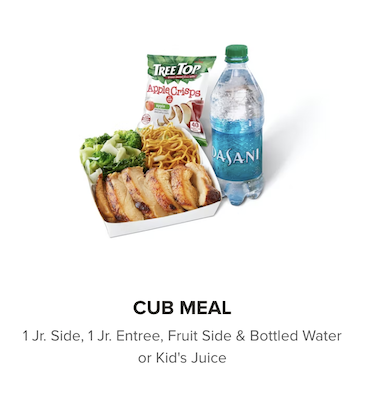 TREE TOP
Apple Crisps
DASANI
CUB MEAL
1 Jr. Side, 1 Jr. Entree, Fruit Side & Bottled Water
or Kid's Juice